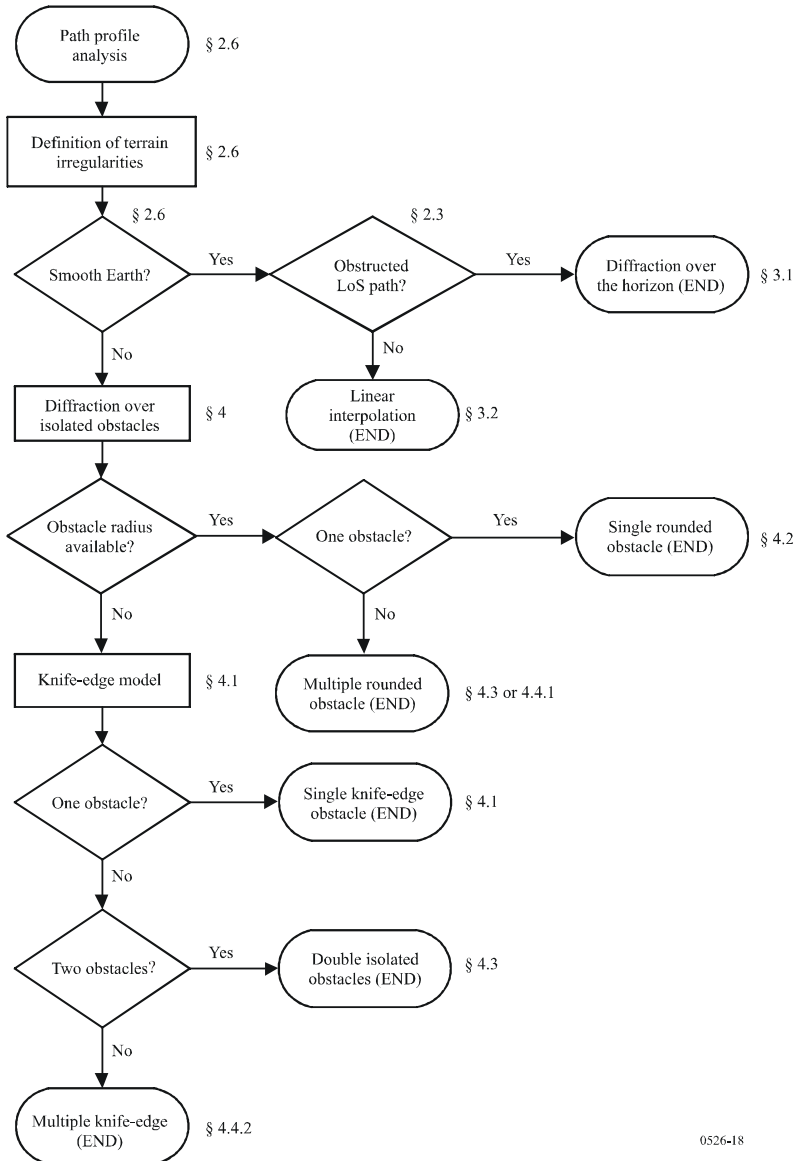 Path profile
analysis
§ 2.6
Definition of terrain
irregularities
§ 2.6
§ 2.6
§ 2.3
Smooth Earth?
Yes
Obstructed
LoS path?
Yes
Diffraction over
the horizon (END)
§ 3.1
No
No
Diffraction over
isolated obstacles
§ 4
Linear
interpolation
(END)
§ 3.2
Obstacle radius
available?
Yes
One obstacle?
Yes
Single rounded
obstacle (END)
§ 4.2
No
No
Knife-edge model
§ 4.1
Multiple rounded
obstacle (END)
§ 4.3 or 4.4.1
One obstacle?
Yes
Single knife-edge
obstacle (END)
§ 4.1
No
Two obstacles?
Yes
Double isolated
obstacles (END)
§ 4.3
No
Multiple knife-edge
(END)
§ 4.4.2
0526-18